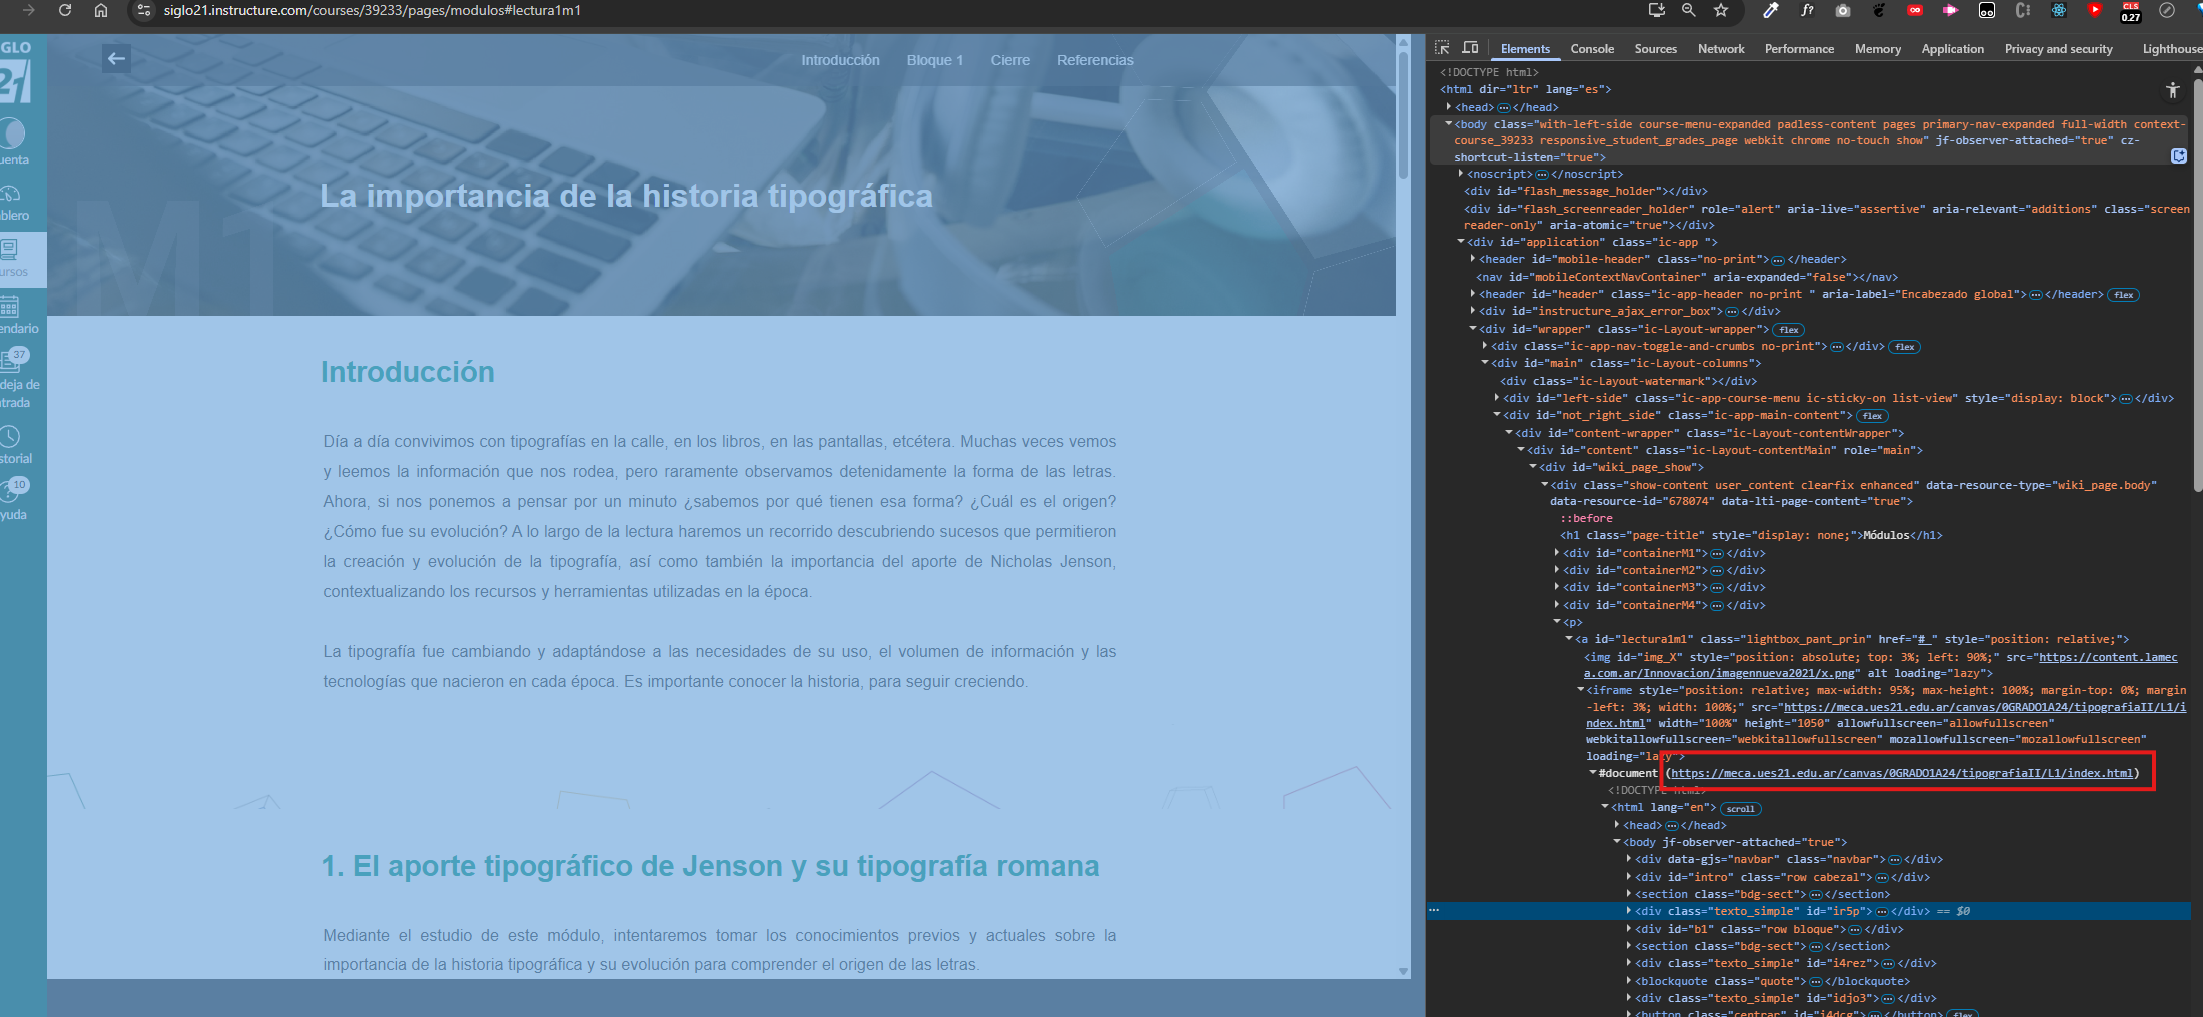 siglo21.instructure.com/courses/39233/pages/modulos#lectura1m1
f?
CLS
0.27
GLO
21
uenta
ablero
ursos
endario
37
deja de
ntrada
storial
10
yuda
Introducción Bloque 1 Cierre Referencias
M1
La importancia de la historia tipográfica
Introducción
Día a día convivimos con tipografías en la calle, en los libros, en las pantallas, etcétera. Muchas veces vemos
y leemos la información que nos rodea, pero raramente observamos detenidamente la forma de las letras.
Ahora, si nos ponemos a pensar por un minuto ¿sabemos por qué tienen esa forma? ¿Cuál es el origen?
¿Cómo fue su evolución? A lo largo de la lectura haremos un recorrido descubriendo sucesos que permitieron
la creación y evolución de la tipografía, así como también la importancia del aporte de Nicholas Jenson,
contextualizando los recursos y herramientas utilizadas en la época.
La tipografía fue cambiando y adaptándose a las necesidades de su uso, el volumen de información y las
tecnologías que nacieron en cada época. Es importante conocer la historia, para seguir creciendo.
1. El aporte tipográfico de Jenson y su tipografía romana
Mediante el estudio de este módulo, intentaremos tomar los conocimientos previos y actuales sobre la
importancia de la historia tipográfica y su evolución para comprender el origen de las letras.
Elements Console Sources Network Performance Memory Application Privacy and security Lighthouse
<!DOCTYPE html>
<html dir="ltr" lang="es">
<head> ⋯ </head>
<body class="with-left-side course-menu-expanded padless-content pages primary-nav-expanded full-width context-
course_39233 responsive_student_grades_page webkit chrome no-touch show" jf-observer-attached="true" cz-
shortcut-listen="true">
<noscript> ⋯ </noscript>
<div id="flash_message_holder"></div>
<div id="flash_screenreader_holder" role="alert" aria-live="assertive" aria-relevant="additions" class="screen
reader-only" aria-atomic="true"></div>
<div id="application" class="ic-app ">
<header id="mobile-header" class="no-print"> ⋯ </header>
<nav id="mobileContextNavContainer" aria-expanded="false"></nav>
<header id="header" class="ic-app-header no-print " aria-label="Encabezado global"> ⋯ </header> flex
<div id="instructure_ajax_error_box"> ⋯ </div>
<div id="wrapper" class="ic-Layout-wrapper"> flex
<div class="ic-app-nav-toggle-and-crumbs no-print"> ⋯ </div> flex
<div id="main" class="ic-Layout-columns">
<div class="ic-Layout-watermark"></div>
<div id="left-side" class="ic-app-course-menu ic-sticky-on list-view" style="display: block"> ⋯ </div>
<div id="not_right_side" class="ic-app-main-content"> flex
<div id="content-wrapper" class="ic-Layout-contentWrapper">
<div id="content" class="ic-Layout-contentMain" role="main">
<div id="wiki_page_show">
<div class="show-content user_content clearfix enhanced" data-resource-type="wiki_page.body"
data-resource-id="678074" data-lti-page-content="true">
::before
<h1 class="page-title" style="display: none;">Módulos</h1>
<div id="containerM1"> ⋯ </div>
<div id="containerM2"> ⋯ </div>
<div id="containerM3"> ⋯ </div>
<div id="containerM4"> ⋯ </div>
<p>
<a id="lectura1m1" class="lightbox_pant_prin" href="#_" style="position: relative;">
<img id="img_X" style="position: absolute; top: 3%; left: 90%;" src="https://content.lamec
a.com.ar/Innovacion/imagennueva2021/x.png" alt loading="lazy">
<iframe style="position: relative; max-width: 95%; max-height: 100%; margin-top: 0%; margin
-left: 3%; width: 100%;" src="https://meca.ues21.edu.ar/canvas/0GRADO1A24/tipografiaII/L1/i
ndex.html" width="100%" height="1050" allowfullscreen="allowfullscreen"
webkitallowfullscreen="webkitallowfullscreen" mozallowfullscreen="mozallowfullscreen"
loading="lazy">
#document (https://meca.ues21.edu.ar/canvas/0GRADO1A24/tipografiaII/L1/index.html)
<!DOCTYPE html>
<html lang="en"> scroll
<head> ⋯ </head>
<body jf-observer-attached="true">
<div data-gjs="navbar" class="navbar"> ⋯ </div>
<div id="intro" class="row cabezal"> ⋯ </div>
<section class="bdg-sect"> ⋯ </section>
<div class="texto_simple" id="ir5p"> ⋯ </div> == $0
<div id="b1" class="row bloque"> ⋯ </div>
<section class="bdg-sect"> ⋯ </section>
<div class="texto_simple" id="i4rez"> ⋯ </div>
<blockquote class="quote"> ⋯ </blockquote>
<div class="texto_simple" id="idjo3"> ⋯ </div>
<button class="centrar" id="i4dcg"> ⋯ </button> flex